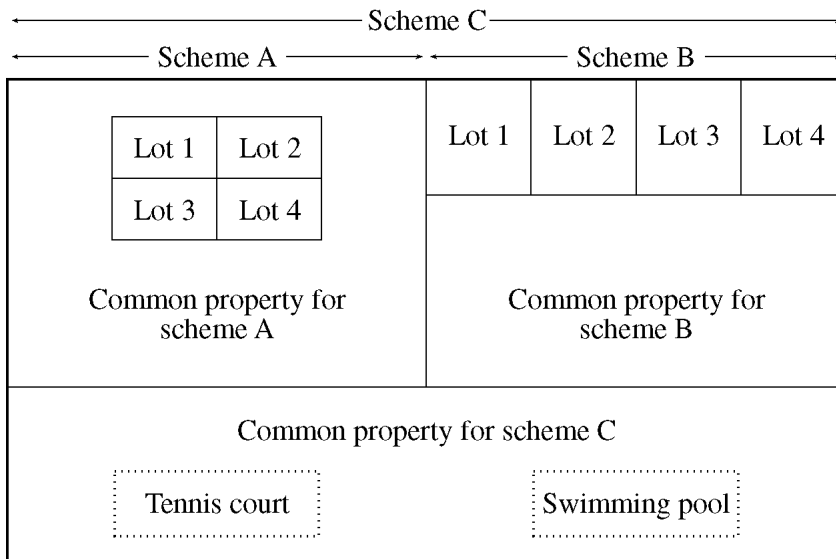 Scheme C
Scheme A
Scheme B
Lot 1
Lot 2
Lot 3
Lot 4
Common property for
scheme A
Lot 1
Lot 2
Lot 3
Lot 4
Common property for
scheme B
Common property for scheme C
Tennis court
Swimming pool